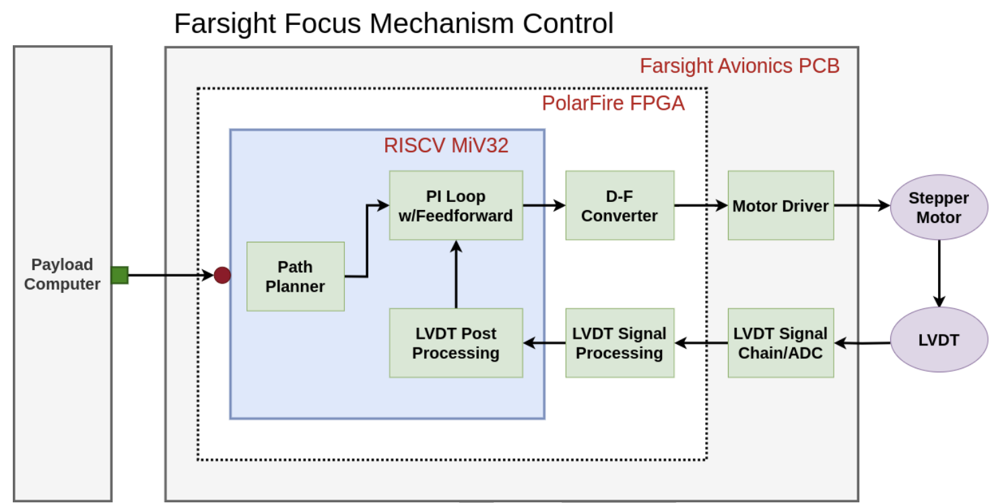 Farsight Focus Mechanism Control
Farsight Avionics PCB
PolarFire FPGA
RISCV MiV32
Payload
Computer
Path
Planner
PI Loop
w/Feedforward
D-F
Converter
Motor Driver
Stepper
Motor
LVDT Post
Processing
LVDT Signal
Processing
LVDT Signal
Chain/ADC
LVDT